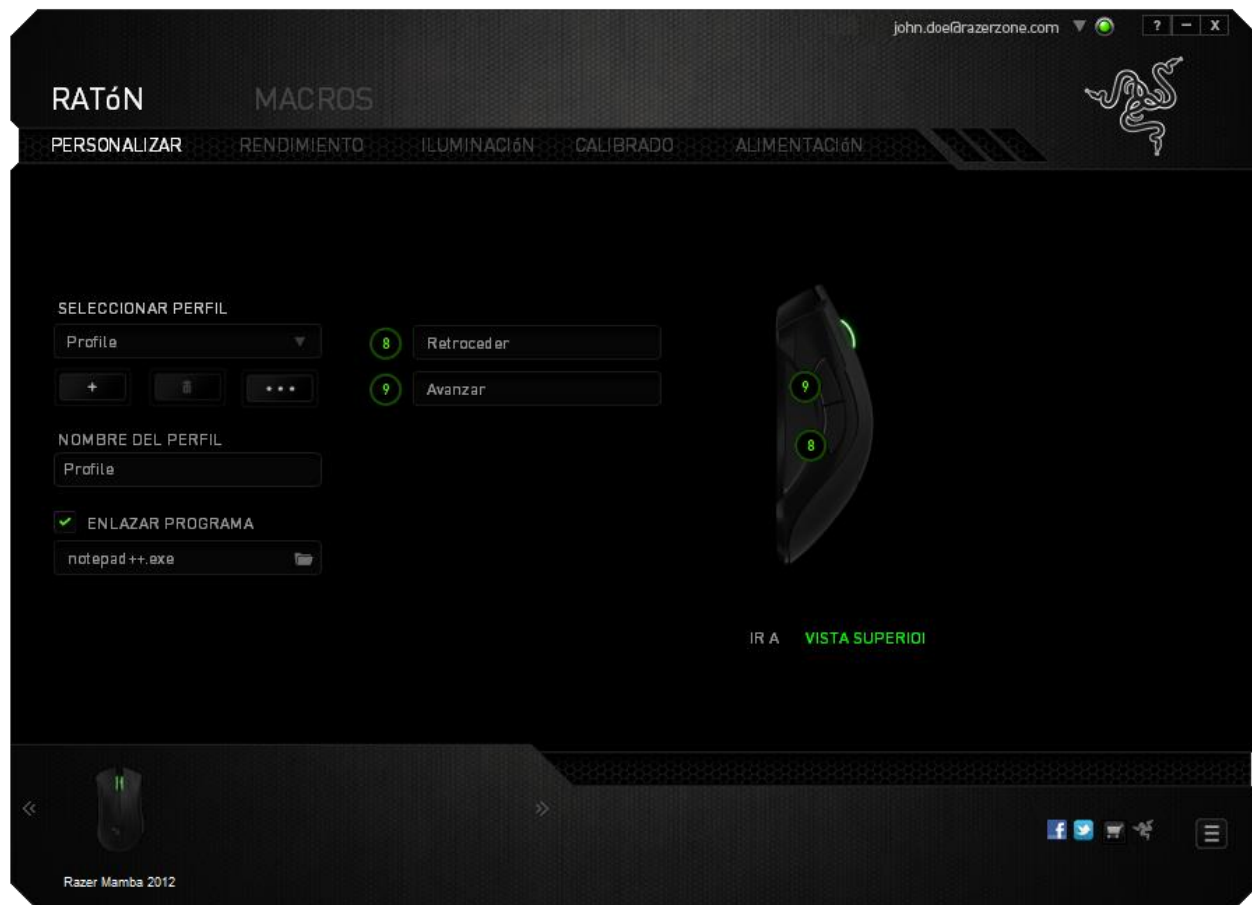 john.doe@razerzone.com
? – X
RATóN MACROS
PERSONALIZAR RENDIMIENTO ILUMINACIóN CALIBRADO ALIMENTACIóN
SELECCIONAR PERFIL
Profile
8 Retroceder
+ •••
9 Avanzar
9
8
NOMBRE DEL PERFIL
Profile
ENLAZAR PROGRAMA
notepad++.exe
IR A VISTA SUPERIOI
Razer Mamba 2012